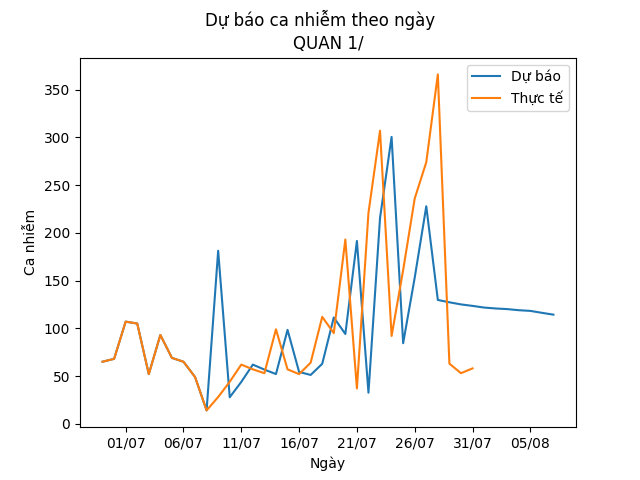 Dự báo ca nhiễm theo ngày
QUAN 1/
Dự báo
Thực tế
350
300
250
200
150
100
50
0
Ca nhiễm
01/07 06/07 11/07 16/07 21/07 26/07 31/07 05/08
Ngày